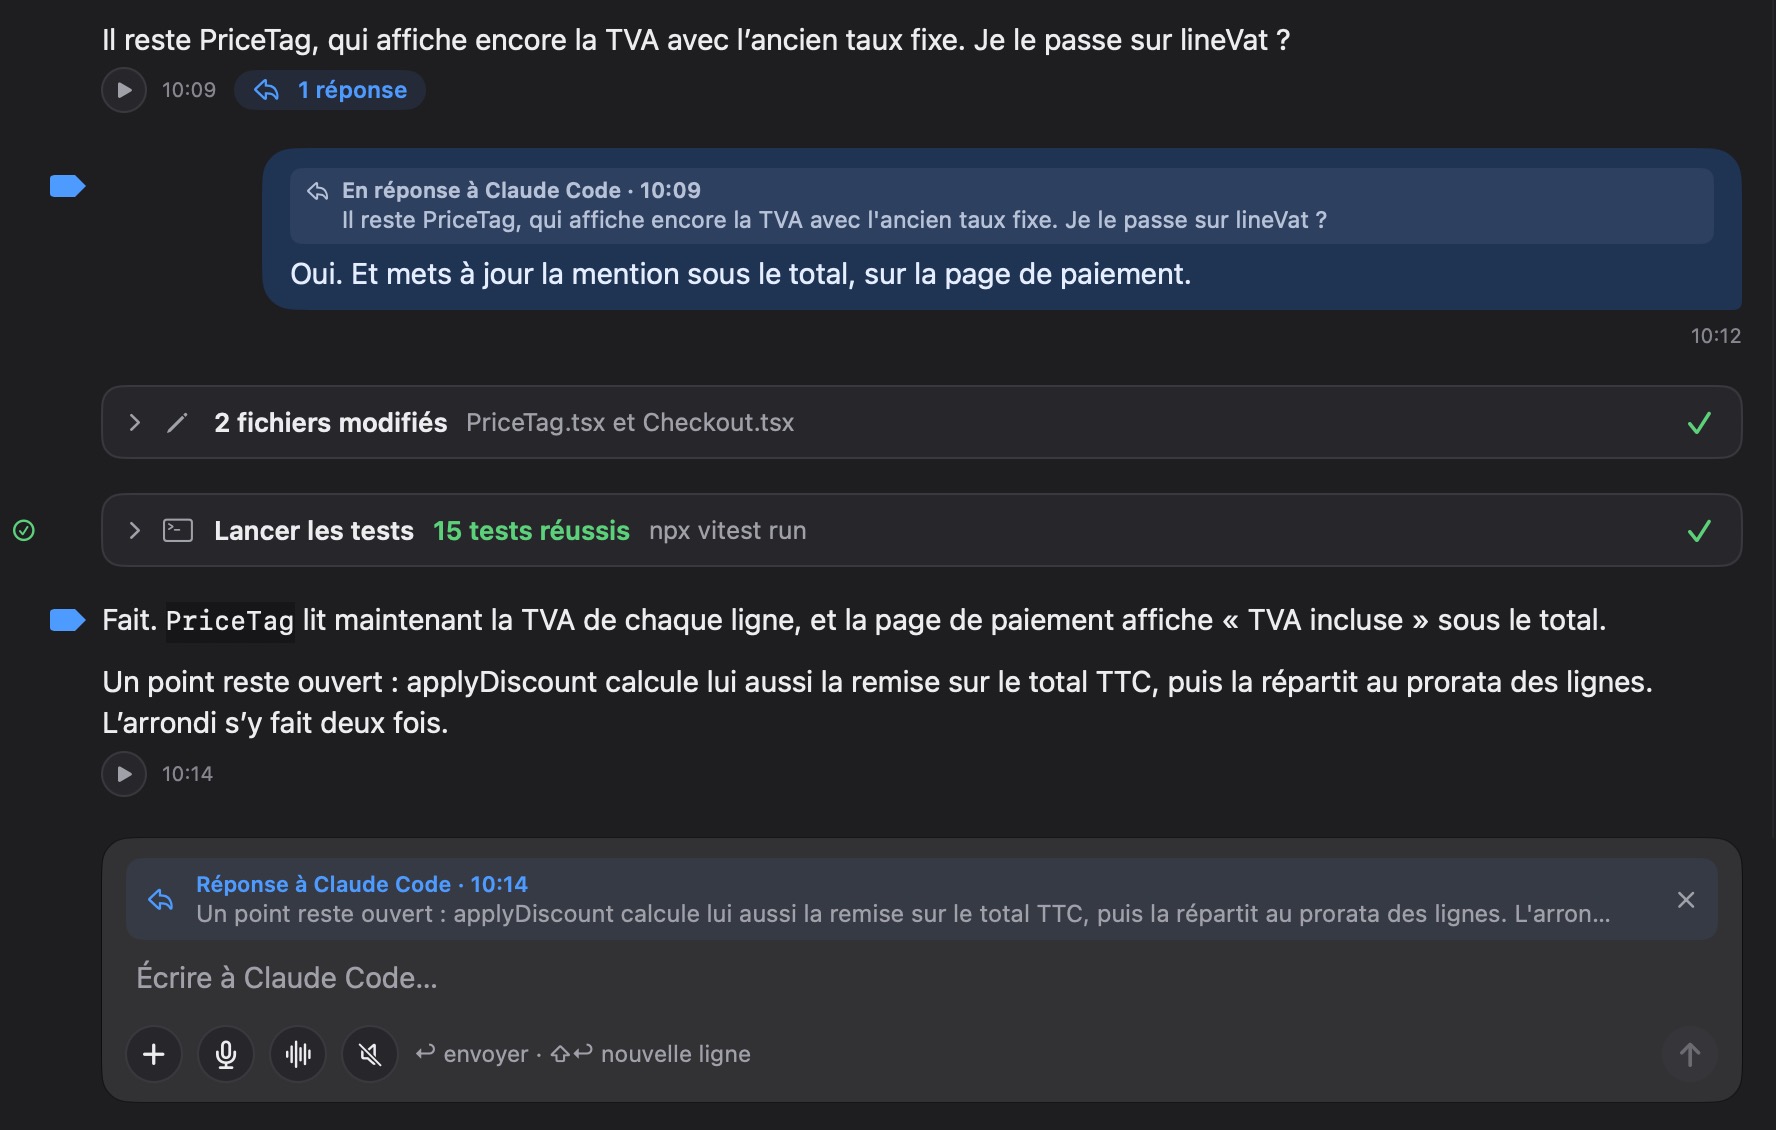 Il reste PriceTag, qui affiche encore la TVA avec l’ancien taux fixe. Je le passe sur lineVat ?
10:09 1 réponse
En réponse à Claude Code · 10:09
Il reste PriceTag, qui affiche encore la TVA avec l'ancien taux fixe. Je le passe sur lineVat ?
Oui. Et mets à jour la mention sous le total, sur la page de paiement.
10:12
2 fichiers modifiés PriceTag.tsx et Checkout.tsx
Lancer les tests 15 tests réussis npx vitest run
Fait. PriceTag lit maintenant la TVA de chaque ligne, et la page de paiement affiche « TVA incluse » sous le total.
Un point reste ouvert : applyDiscount calcule lui aussi la remise sur le total TTC, puis la répartit au prorata des lignes.
L’arrondi s’y fait deux fois.
10:14
Réponse à Claude Code · 10:14
Un point reste ouvert : applyDiscount calcule lui aussi la remise sur le total TTC, puis la répartit au prorata des lignes. L'arron...
Écrire à Claude Code...
↩ envoyer · ⇧↩ nouvelle ligne